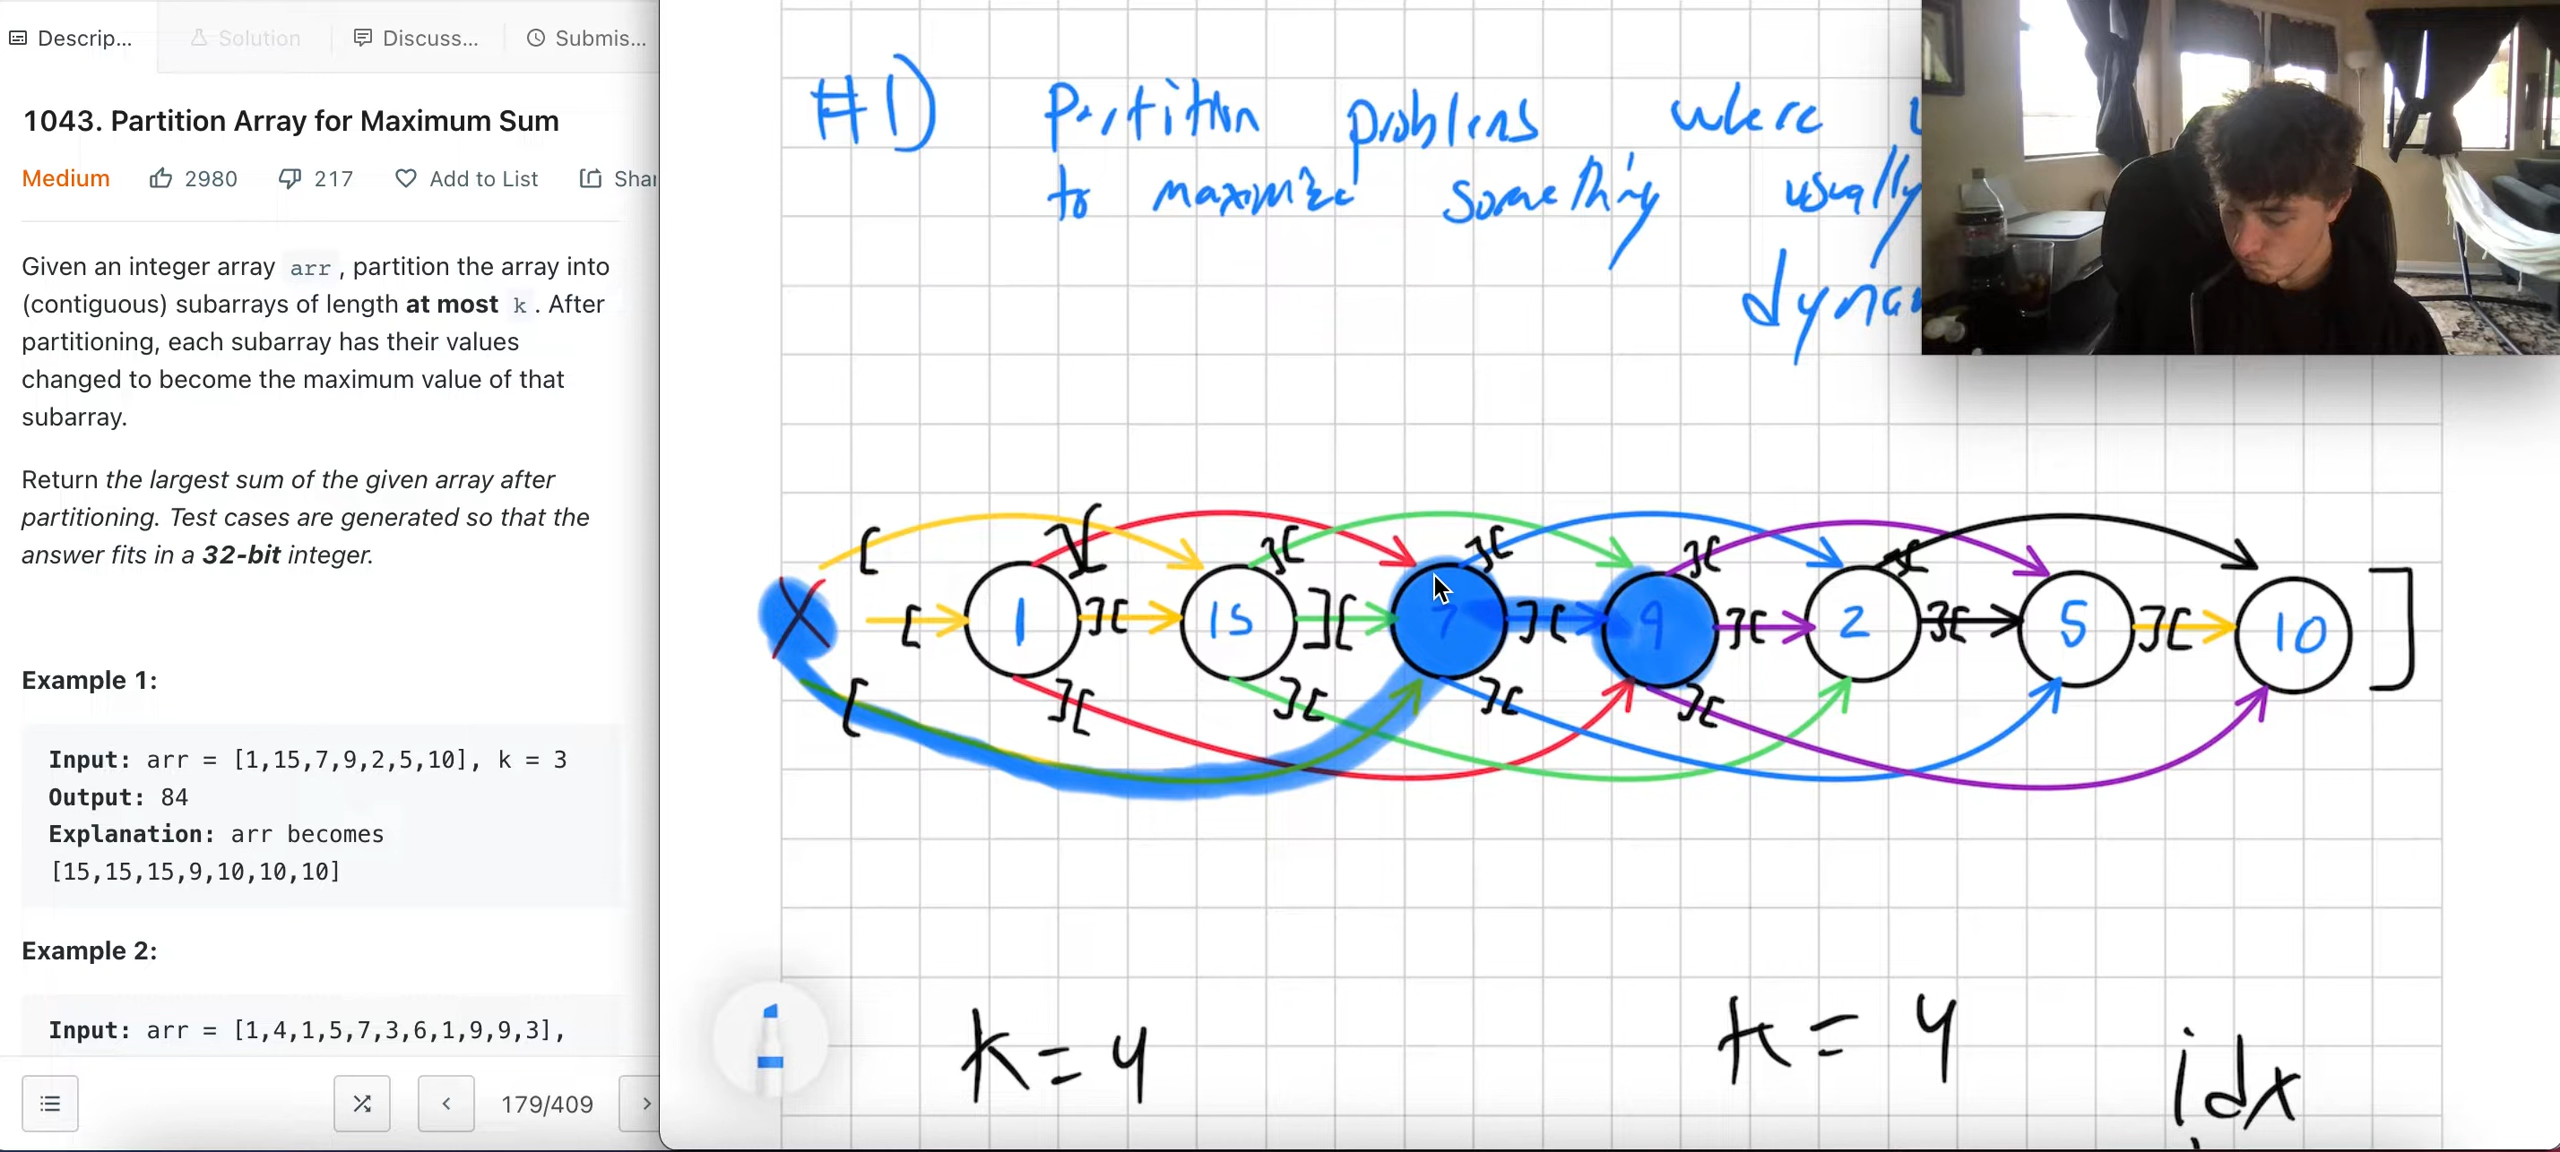 Descrip...
Solution
Discuss...
Submis...
1043. Partition Array for Maximum Sum
Medium 2980 217 Add to List Shar
Given an integer array arr , partition the array into
(contiguous) subarrays of length at most k . After
partitioning, each subarray has their values
changed to become the maximum value of that
subarray.
Return the largest sum of the given array after
partitioning. Test cases are generated so that the
answer fits in a 32-bit integer.
Example 1:
Input: arr = [1,15,7,9,2,5,10], k = 3
Output: 84
Explanation: arr becomes
[15,15,15,9,10,10,10]
Example 2:
Input: arr = [1,4,1,5,7,3,6,1,9,9,3],
179/409
#1) Partition problems where
to maximize something usually
dyna
[ ][ ][ ][ ][ ][
X [ 1 ][ 15 ][ 7 ][ 9 ][ 2 ][ 5 ][ 10 ]
[ ][ ][ ][ ][
k = 4
k = 4
idx